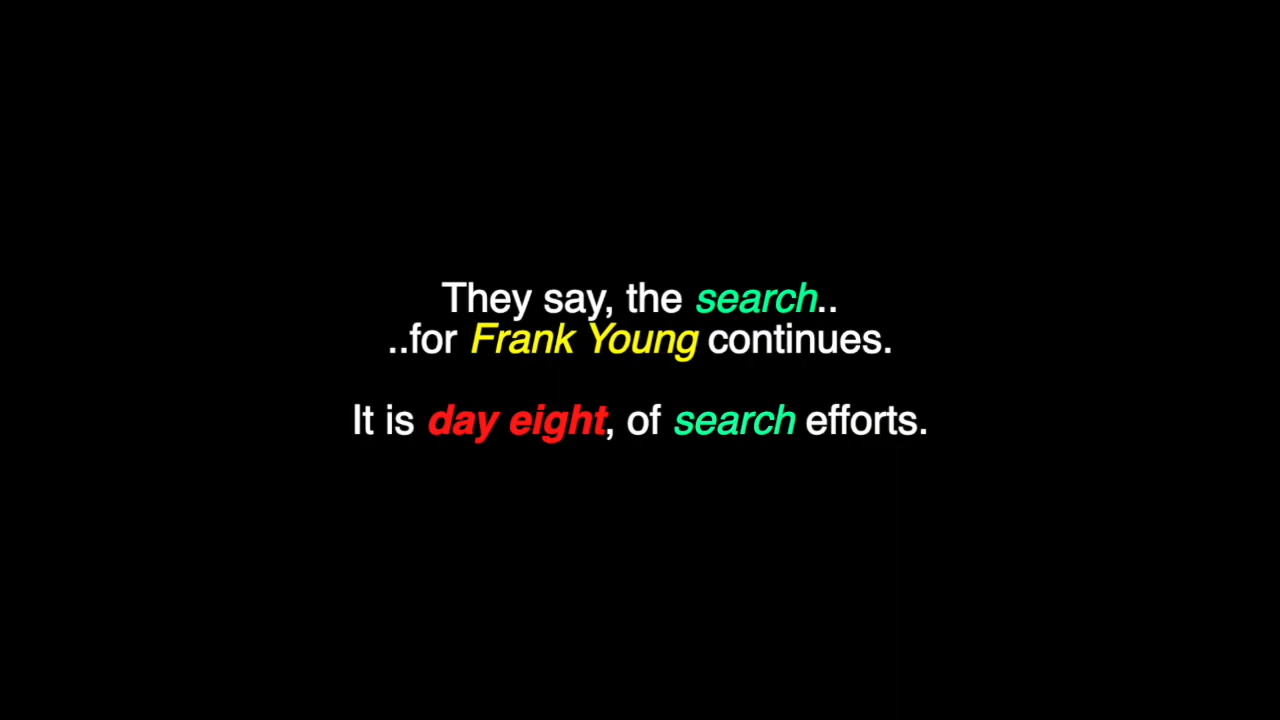 They say, the search..
..for Frank Young continues.
It is day eight, of search efforts.